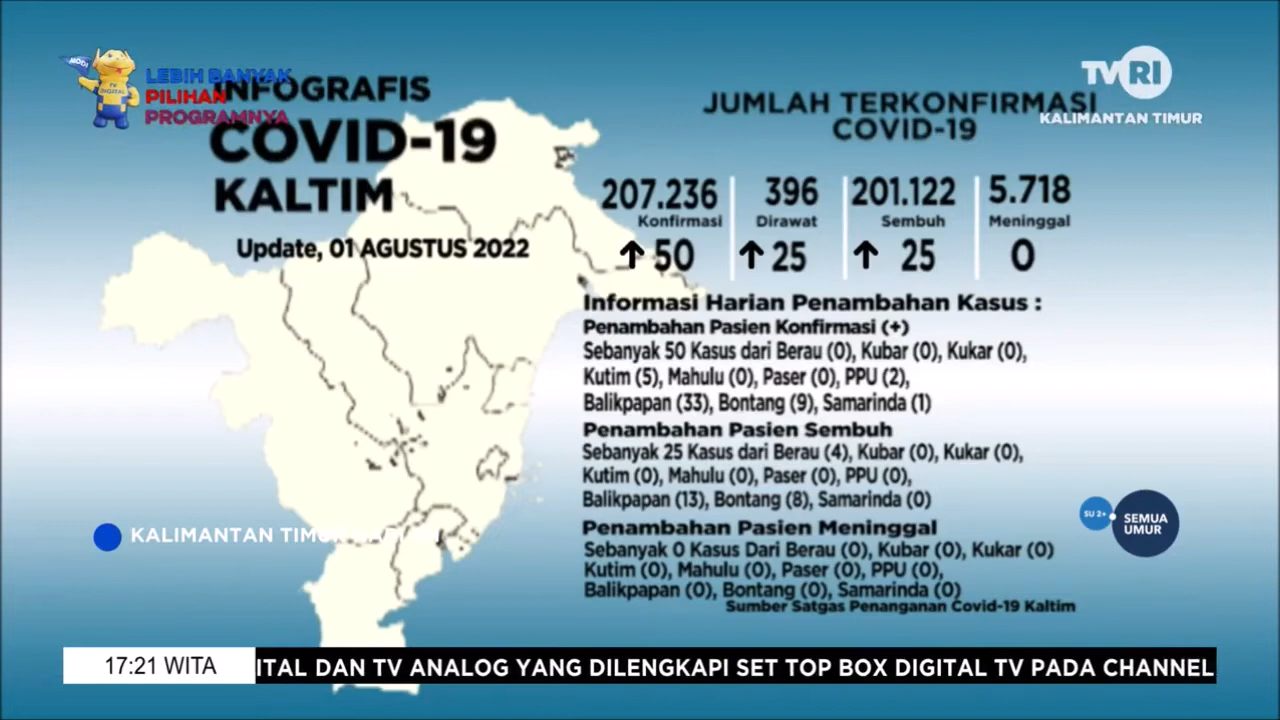 MODI
TV DIGITAL
LEBIH BANYAK
PILIHAN
PROGRAMNYA
INFOGRAFIS
COVID-19
KALTIM
Update, 01 AGUSTUS 2022
TVRI
KALIMANTAN TIMUR
JUMLAH TERKONFIRMASI
COVID-19
207.236 396 201.122 5.718
Konfirmasi Dirawat Sembuh Meninggal
↑ 50 ↑ 25 ↑ 25 0
Informasi Harian Penambahan Kasus :
Penambahan Pasien Konfirmasi (+)
Sebanyak 50 Kasus dari Berau (0), Kubar (0), Kukar (0),
Kutim (5), Mahulu (0), Paser (0), PPU (2),
Balikpapan (33), Bontang (9), Samarinda (1)
Penambahan Pasien Sembuh
Sebanyak 25 Kasus dari Berau (4), Kubar (0), Kukar (0),
Kutim (0), Mahulu (0), Paser (0), PPU (0),
Balikpapan (13), Bontang (8), Samarinda (0)
Penambahan Pasien Meninggal
Sebanyak 0 Kasus Dari Berau (0), Kubar (0), Kukar (0)
Kutim (0), Mahulu (0), Paser (0), PPU (0),
Balikpapan (0), Bontang (0), Samarinda (0)
Sumber Satgas Penanganan Covid-19 Kaltim
KALIMANTAN TIMUR
SU 2+
SEMUA
UMUR
17:21 WITA
ITAL DAN TV ANALOG YANG DILENGKAPI SET TOP BOX DIGITAL TV PADA CHANNEL